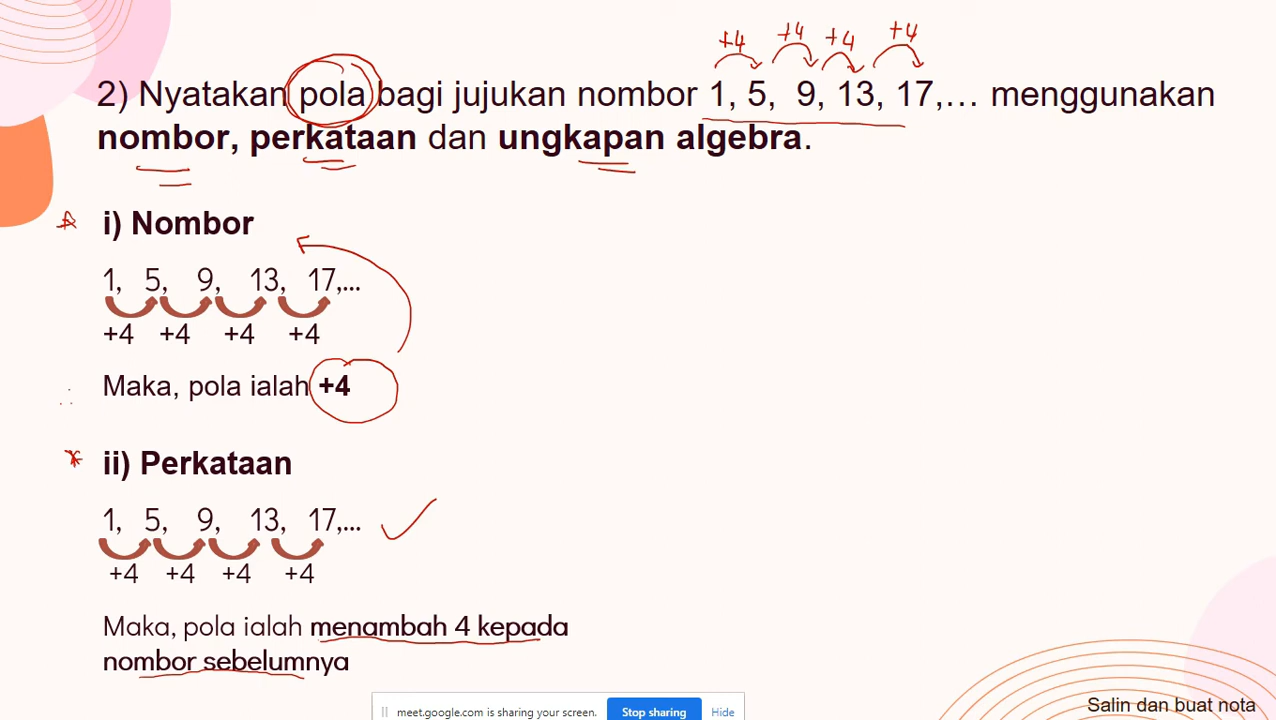 +4 +4 +4 +4
2) Nyatakan pola bagi jujukan nombor 1, 5, 9, 13, 17,... menggunakan
nombor, perkataan dan ungkapan algebra.
i) Nombor
1, 5, 9, 13, 17,...
+4 +4 +4 +4
Maka, pola ialah +4
ii) Perkataan
1, 5, 9, 13, 17,...
+4 +4 +4 +4
Maka, pola ialah menambah 4 kepada
nombor sebelumnya
Salin dan buat nota
meet.google.com is sharing your screen. Stop sharing Hide